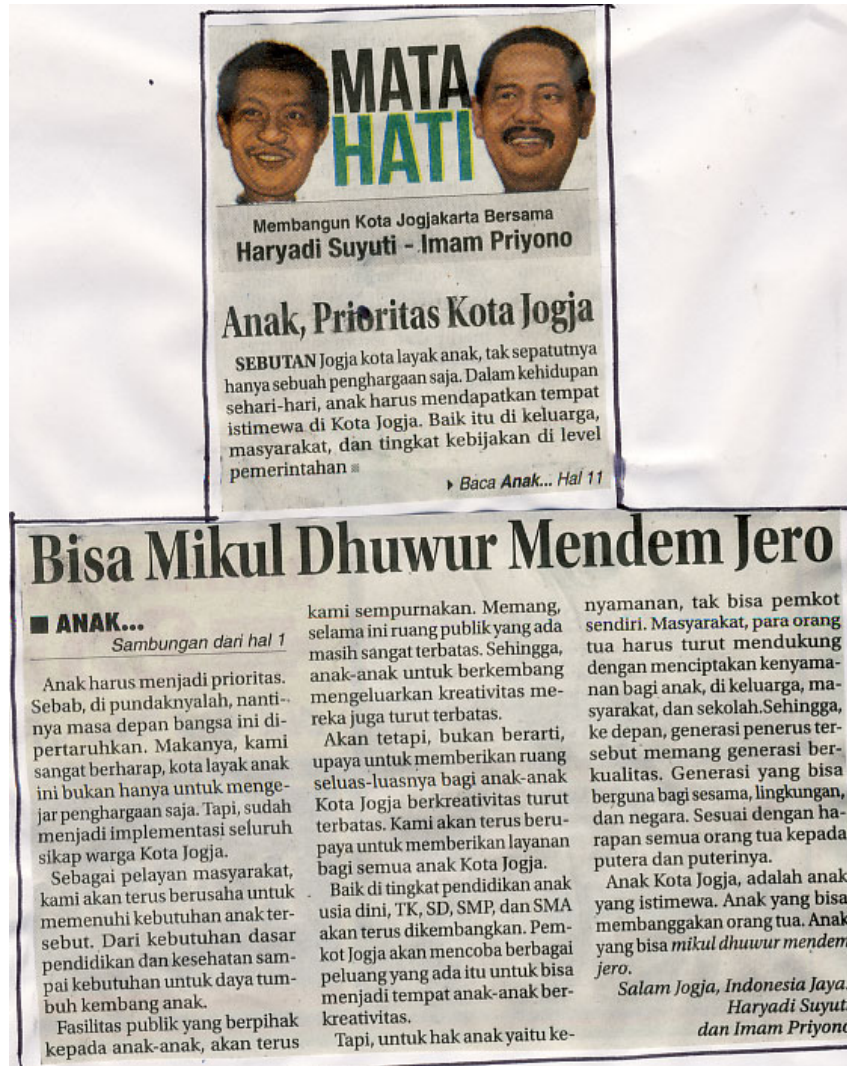 MATA
HATI
Membangun Kota Jogjakarta Bersama
Haryadi Suyuti - Imam Priyono
Anak, Prioritas Kota Jogja
SEBUTAN Jogja kota layak anak, tak sepatutnya
hanya sebuah penghargaan saja. Dalam kehidupan
sehari-hari, anak harus mendapatkan tempat
istimewa di Kota Jogja. Baik itu di keluarga,
masyarakat, dan tingkat kebijakan di level
pemerintahan
Baca Anak... Hal 11
Bisa Mikul Dhuwur Mendem Jero
ANAK...
Sambungan dari hal 1
Anak harus menjadi prioritas.
Sebab, di pundaknyalah, nanti-
nya masa depan bangsa ini di-
pertaruhkan. Makanya, kami
sangat berharap, kota layak anak
ini bukan hanya untuk menge-
jar penghargaan saja. Tapi, sudah
menjadi implementasi seluruh
sikap warga Kota Jogja.
Sebagai pelayan masyarakat,
kami akan terus berusaha untuk
memenuhi kebutuhan anak ter-
sebut. Dari kebutuhan dasar
pendidikan dan kesehatan sam-
pai kebutuhan untuk daya tum-
buh kembang anak.
Fasilitas publik yang berpihak
kepada anak-anak, akan terus
kami sempurnakan. Memang,
selama ini ruang publik yang ada
masih sangat terbatas. Sehingga,
anak-anak untuk berkembang
mengeluarkan kreativitas me-
reka juga turut terbatas.
Akan tetapi, bukan berarti,
upaya untuk memberikan ruang
seluas-luasnya bagi anak-anak
Kota Jogja berkreativitas turut
terbatas. Kami akan terus beru-
paya untuk memberikan layanan
bagi semua anak Kota Jogja.
Baik di tingkat pendidikan anak
usia dini, TK, SD, SMP, dan SMA
akan terus dikembangkan. Pem-
kot Jogja akan mencoba berbagai
peluang yang ada itu untuk bisa
menjadi tempat anak-anak ber-
kreativitas.
Tapi, untuk hak anak yaitu ke-
nyamanan, tak bisa pemkot
sendiri. Masyarakat, para orang
tua harus turut mendukung
dengan menciptakan kenyama-
nan bagi anak, di keluarga, ma-
syarakat, dan sekolah.Sehingga,
ke depan, generasi penerus ter-
sebut memang generasi ber-
kualitas. Generasi yang bisa
berguna bagi sesama, lingkungan,
dan negara. Sesuai dengan ha-
rapan semua orang tua kepada
putera dan puterinya.
Anak Kota Jogja, adalah anak
yang istimewa. Anak yang bisa
membanggakan orang tua. Anak
yang bisa mikul dhuwur mendem
jero.
Salam Jogja, Indonesia Jaya.
Haryadi Suyuti
dan Imam Priyono